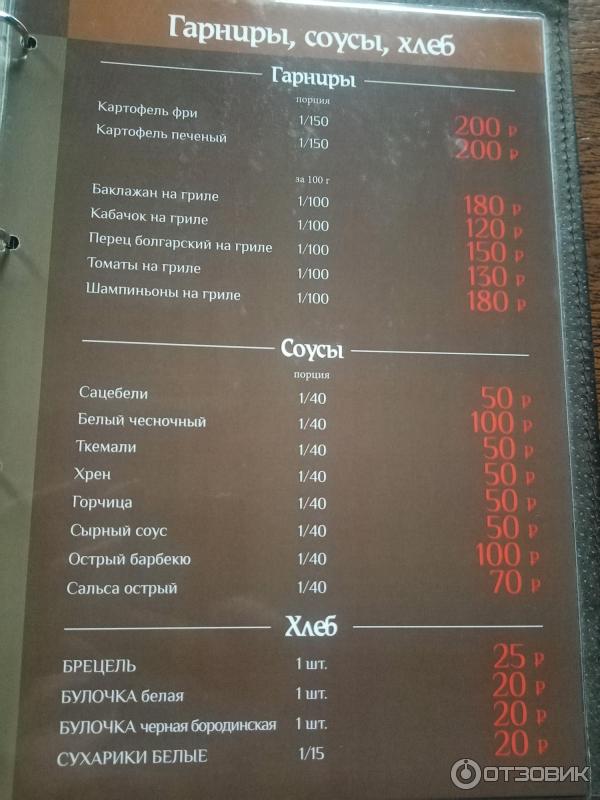 Гарниры, соусы, хлеб
Гарниры
порция
Картофель фри 1/150 200 ₽
Картофель печеный 1/150 200 ₽
за 100 г
Баклажан на гриле 1/100 180 ₽
Кабачок на гриле 1/100 120 ₽
Перец болгарский на гриле 1/100 150 ₽
Томаты на гриле 1/100 130 ₽
Шампиньоны на гриле 1/100 180 ₽
Соусы
порция
Сацебели 1/40 50 ₽
Белый чесночный 1/40 100 ₽
Ткемали 1/40 50 ₽
Хрен 1/40 50 ₽
Горчица 1/40 50 ₽
Сырный соус 1/40 50 ₽
Острый барбекю 1/40 100 ₽
Сальса острый 1/40 70 ₽
Хлеб
БРЕЦЕЛЬ 1 шт. 25 ₽
БУЛОЧКА белая 1 шт. 20 ₽
БУЛОЧКА черная бородинская 1 шт. 20 ₽
СУХАРИКИ БЕЛЫЕ 1/15 20 ₽
ОТЗОВИК